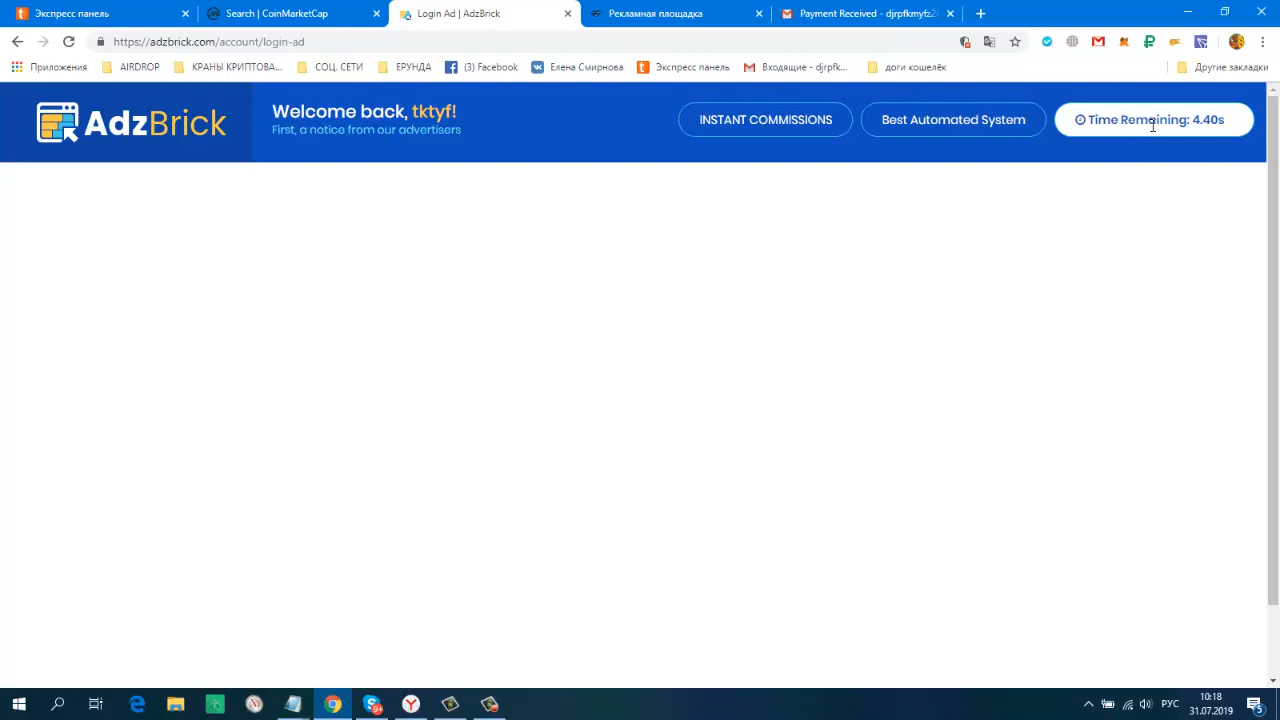 Экспресс панель
Search | CoinMarketCap
Login Ad | AdzBrick
Рекламная площадка
Payment Received - djrpfkmyfz2
https://adzbrick.com/account/login-ad
Приложения
AIRDROP
КРАНЫ КРИПТОВА...
СОЦ. СЕТИ
ЕРУНДА
(3) Facebook
Елена Смирнова
Экспресс панель
Входящие - djrpfk...
доги кошелёк
Другие закладки
AdzBrick
Welcome back, tktyf!
First, a notice from our advertisers
INSTANT COMMISSIONS
Best Automated System
Time Remaining: 4.40s
РУС
10:18
31.07.2019
5